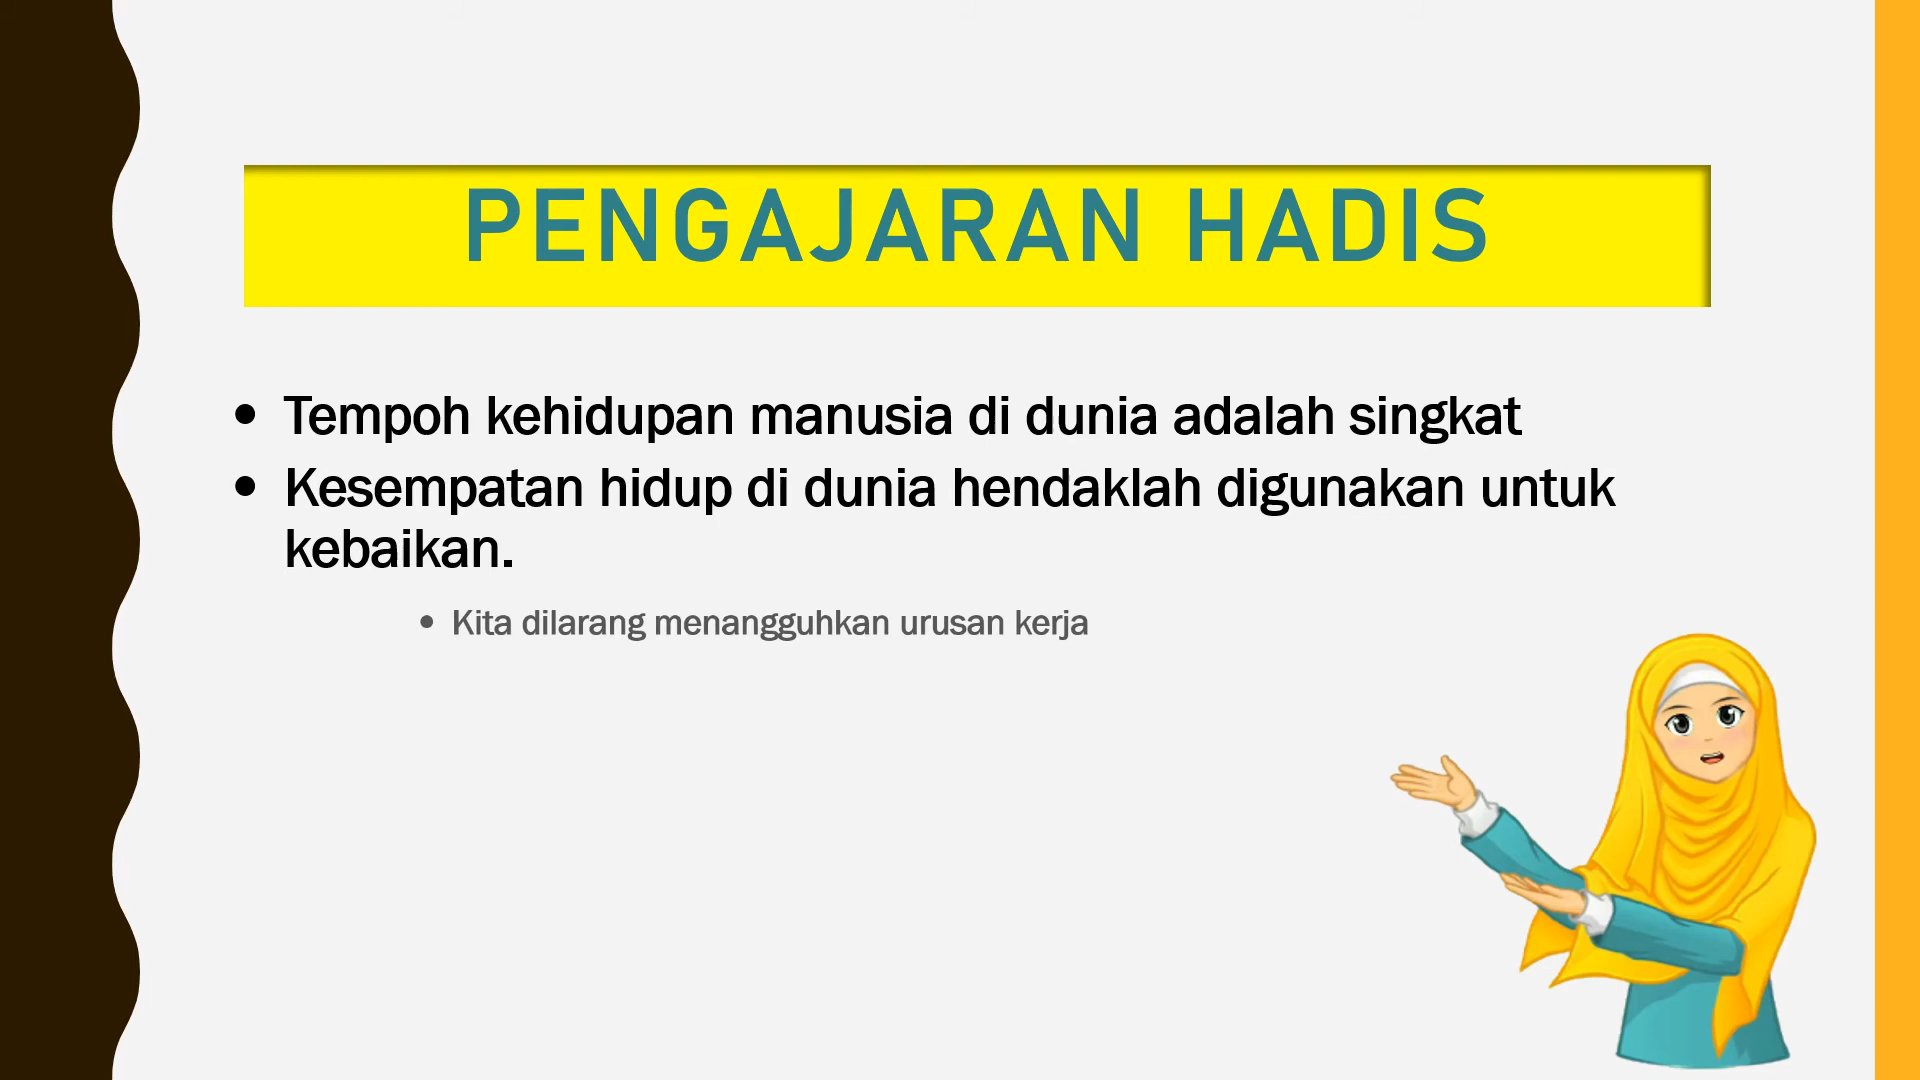 PENGAJARAN HADIS
• Tempoh kehidupan manusia di dunia adalah singkat
• Kesempatan hidup di dunia hendaklah digunakan untuk
kebaikan.
• Kita dilarang menangguhkan urusan kerja